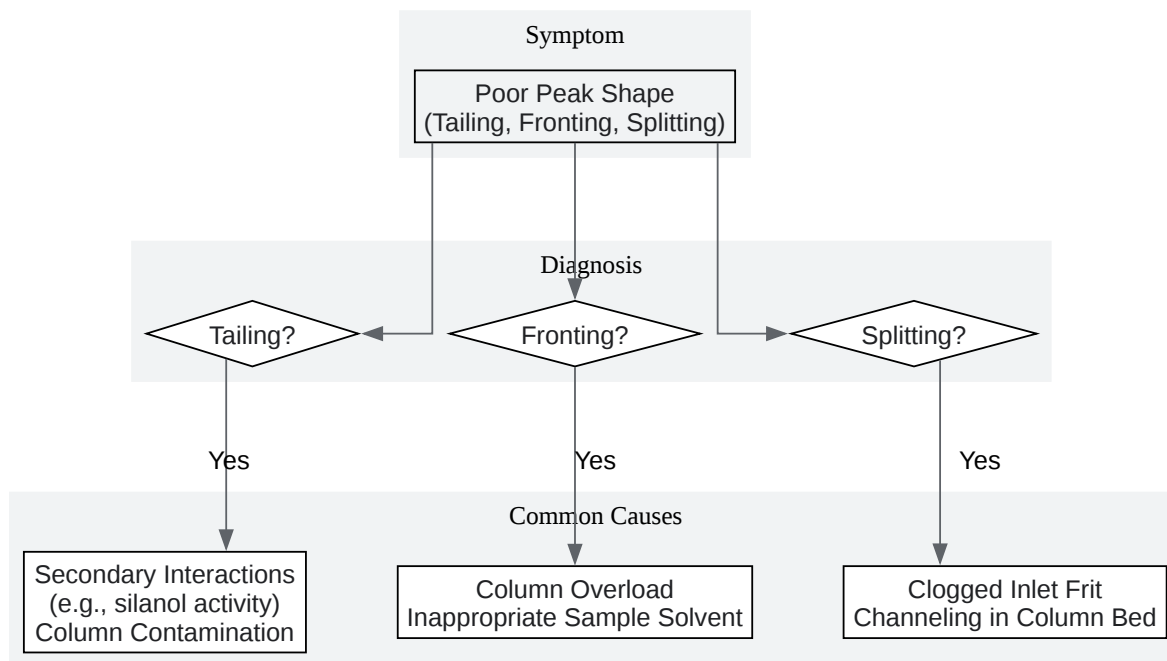 Symptom
Poor Peak Shape
(Tailing, Fronting, Splitting)
Diagnosis
Tailing?
Fronting?
Splitting?
Yes
Yes
Yes
Common Causes
Secondary Interactions
(e.g., silanol activity)
Column Contamination
Column Overload
Inappropriate Sample Solvent
Clogged Inlet Frit
Channeling in Column Bed